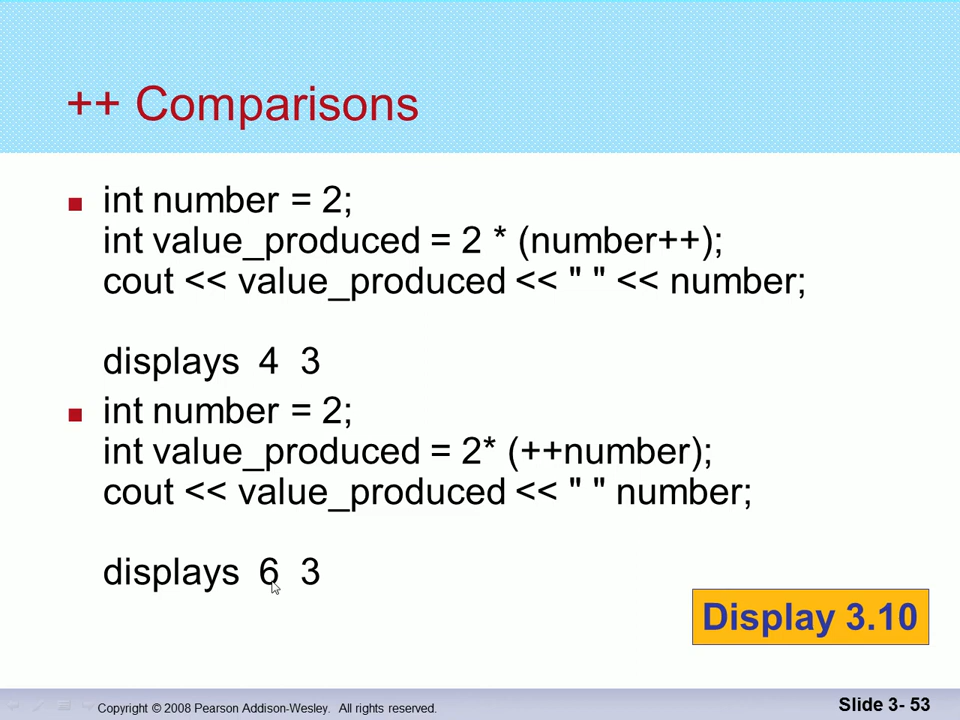 ++ Comparisons
int number = 2;
int value_produced = 2 * (number++);
cout << value_produced << " " << number;
displays 4 3
int number = 2;
int value_produced = 2* (++number);
cout << value_produced << " " number;
displays 6 3
Display 3.10
Copyright © 2008 Pearson Addison-Wesley. All rights reserved.
Slide 3- 53